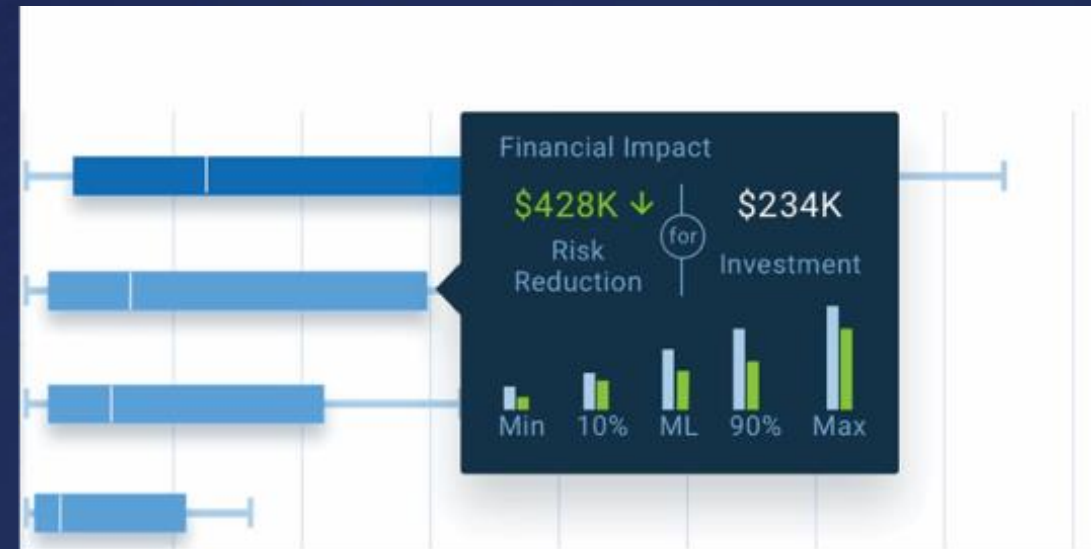 Financial Impact
$428K ↓ for $234K
Risk Reduction
Investment
Min 10% ML 90% Max